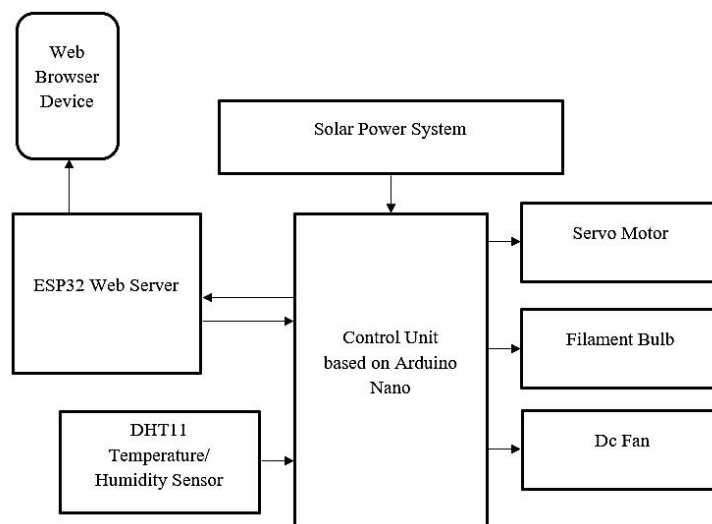 Web
Browser
Device
Solar Power System
ESP32 Web Server
Control Unit
based on Arduino
Nano
Servo Motor
Filament Bulb
DHT11
Temperature/
Humidity Sensor
Dc Fan